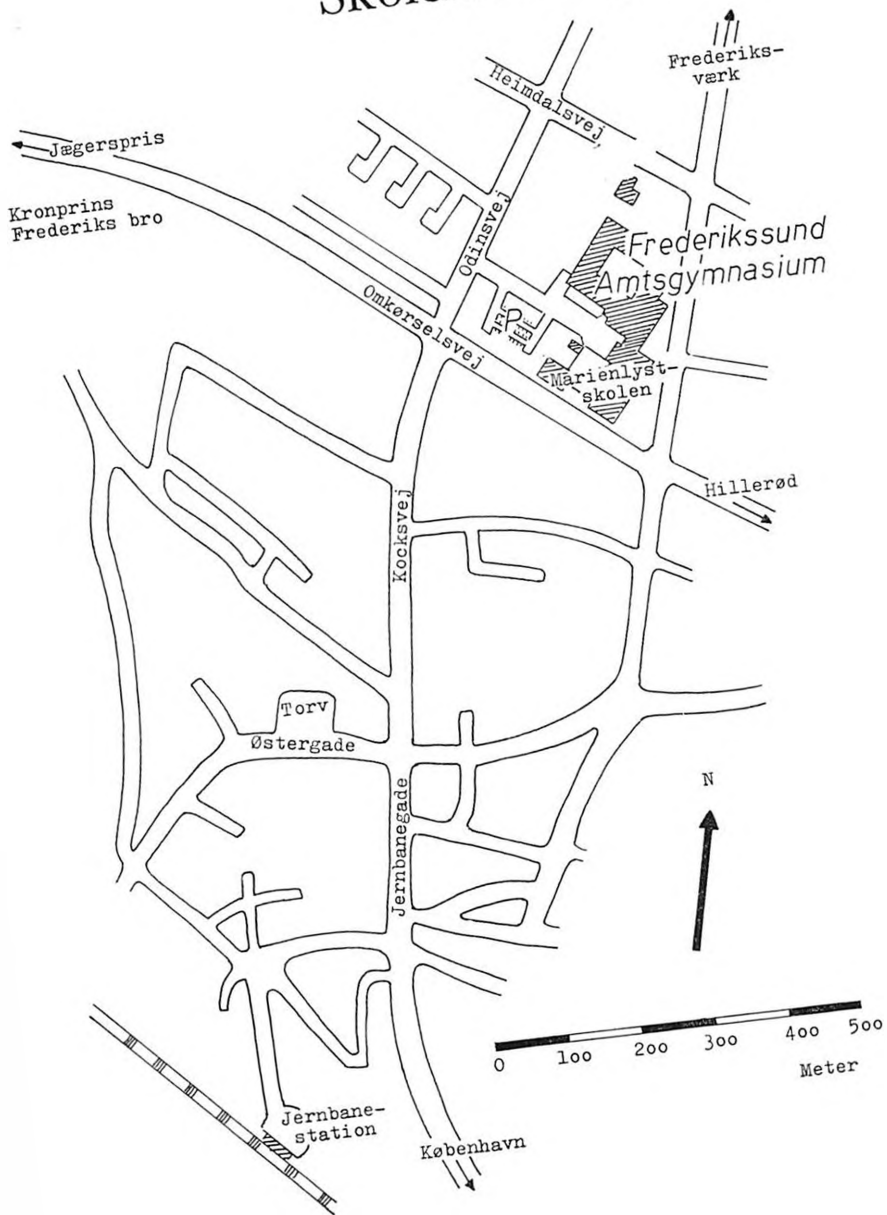 Frederiks-
værk
Heimdalsvej
Jægerspris
Kronprins
Frederiks bro
Odinsvej
Frederikssund
Amtsgymnasium
Omkørselsvej
P
Marienlyst-
skolen
Hillerød
Kocksvej
Torv
Østergade
N
Jernbanegade
0 100 200 300 400 500
Meter
Jernbane-
station
København